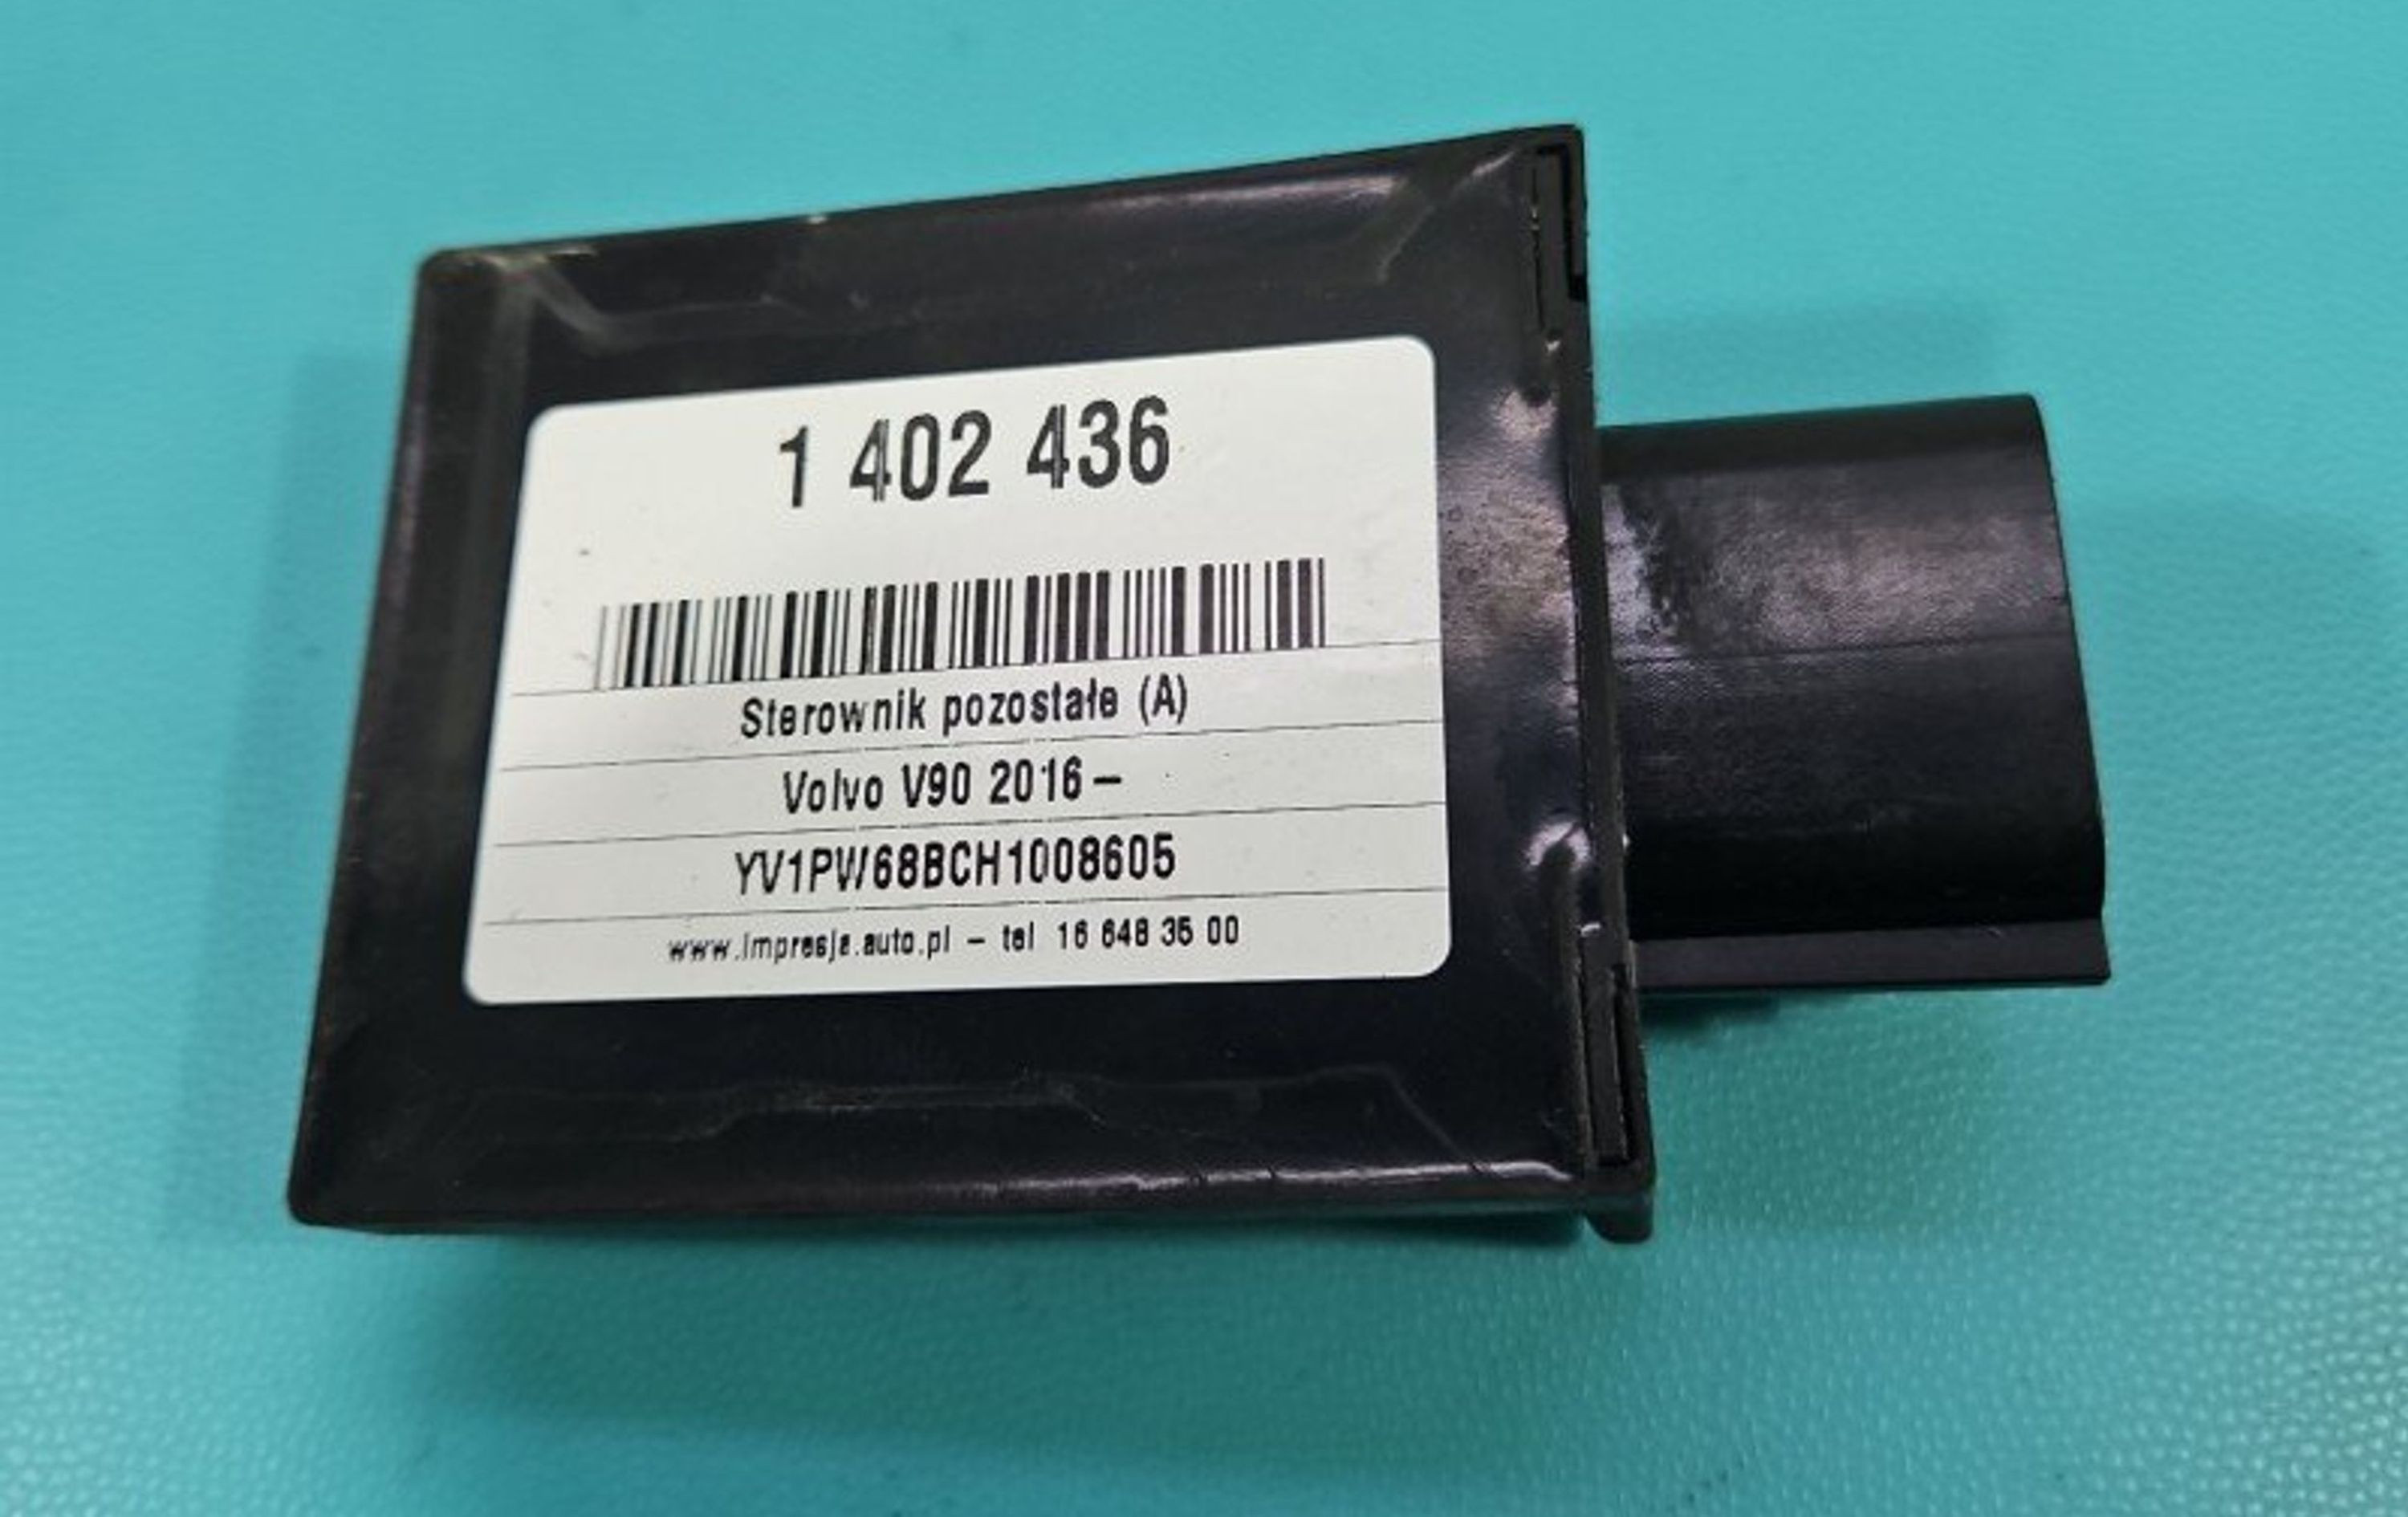 1 402 436
Sterownik pozostałe (A)
Volvo V90 2016-
YV1PW68BCH1008605
www.impresja.auto.pl - tel 16 648 35 00